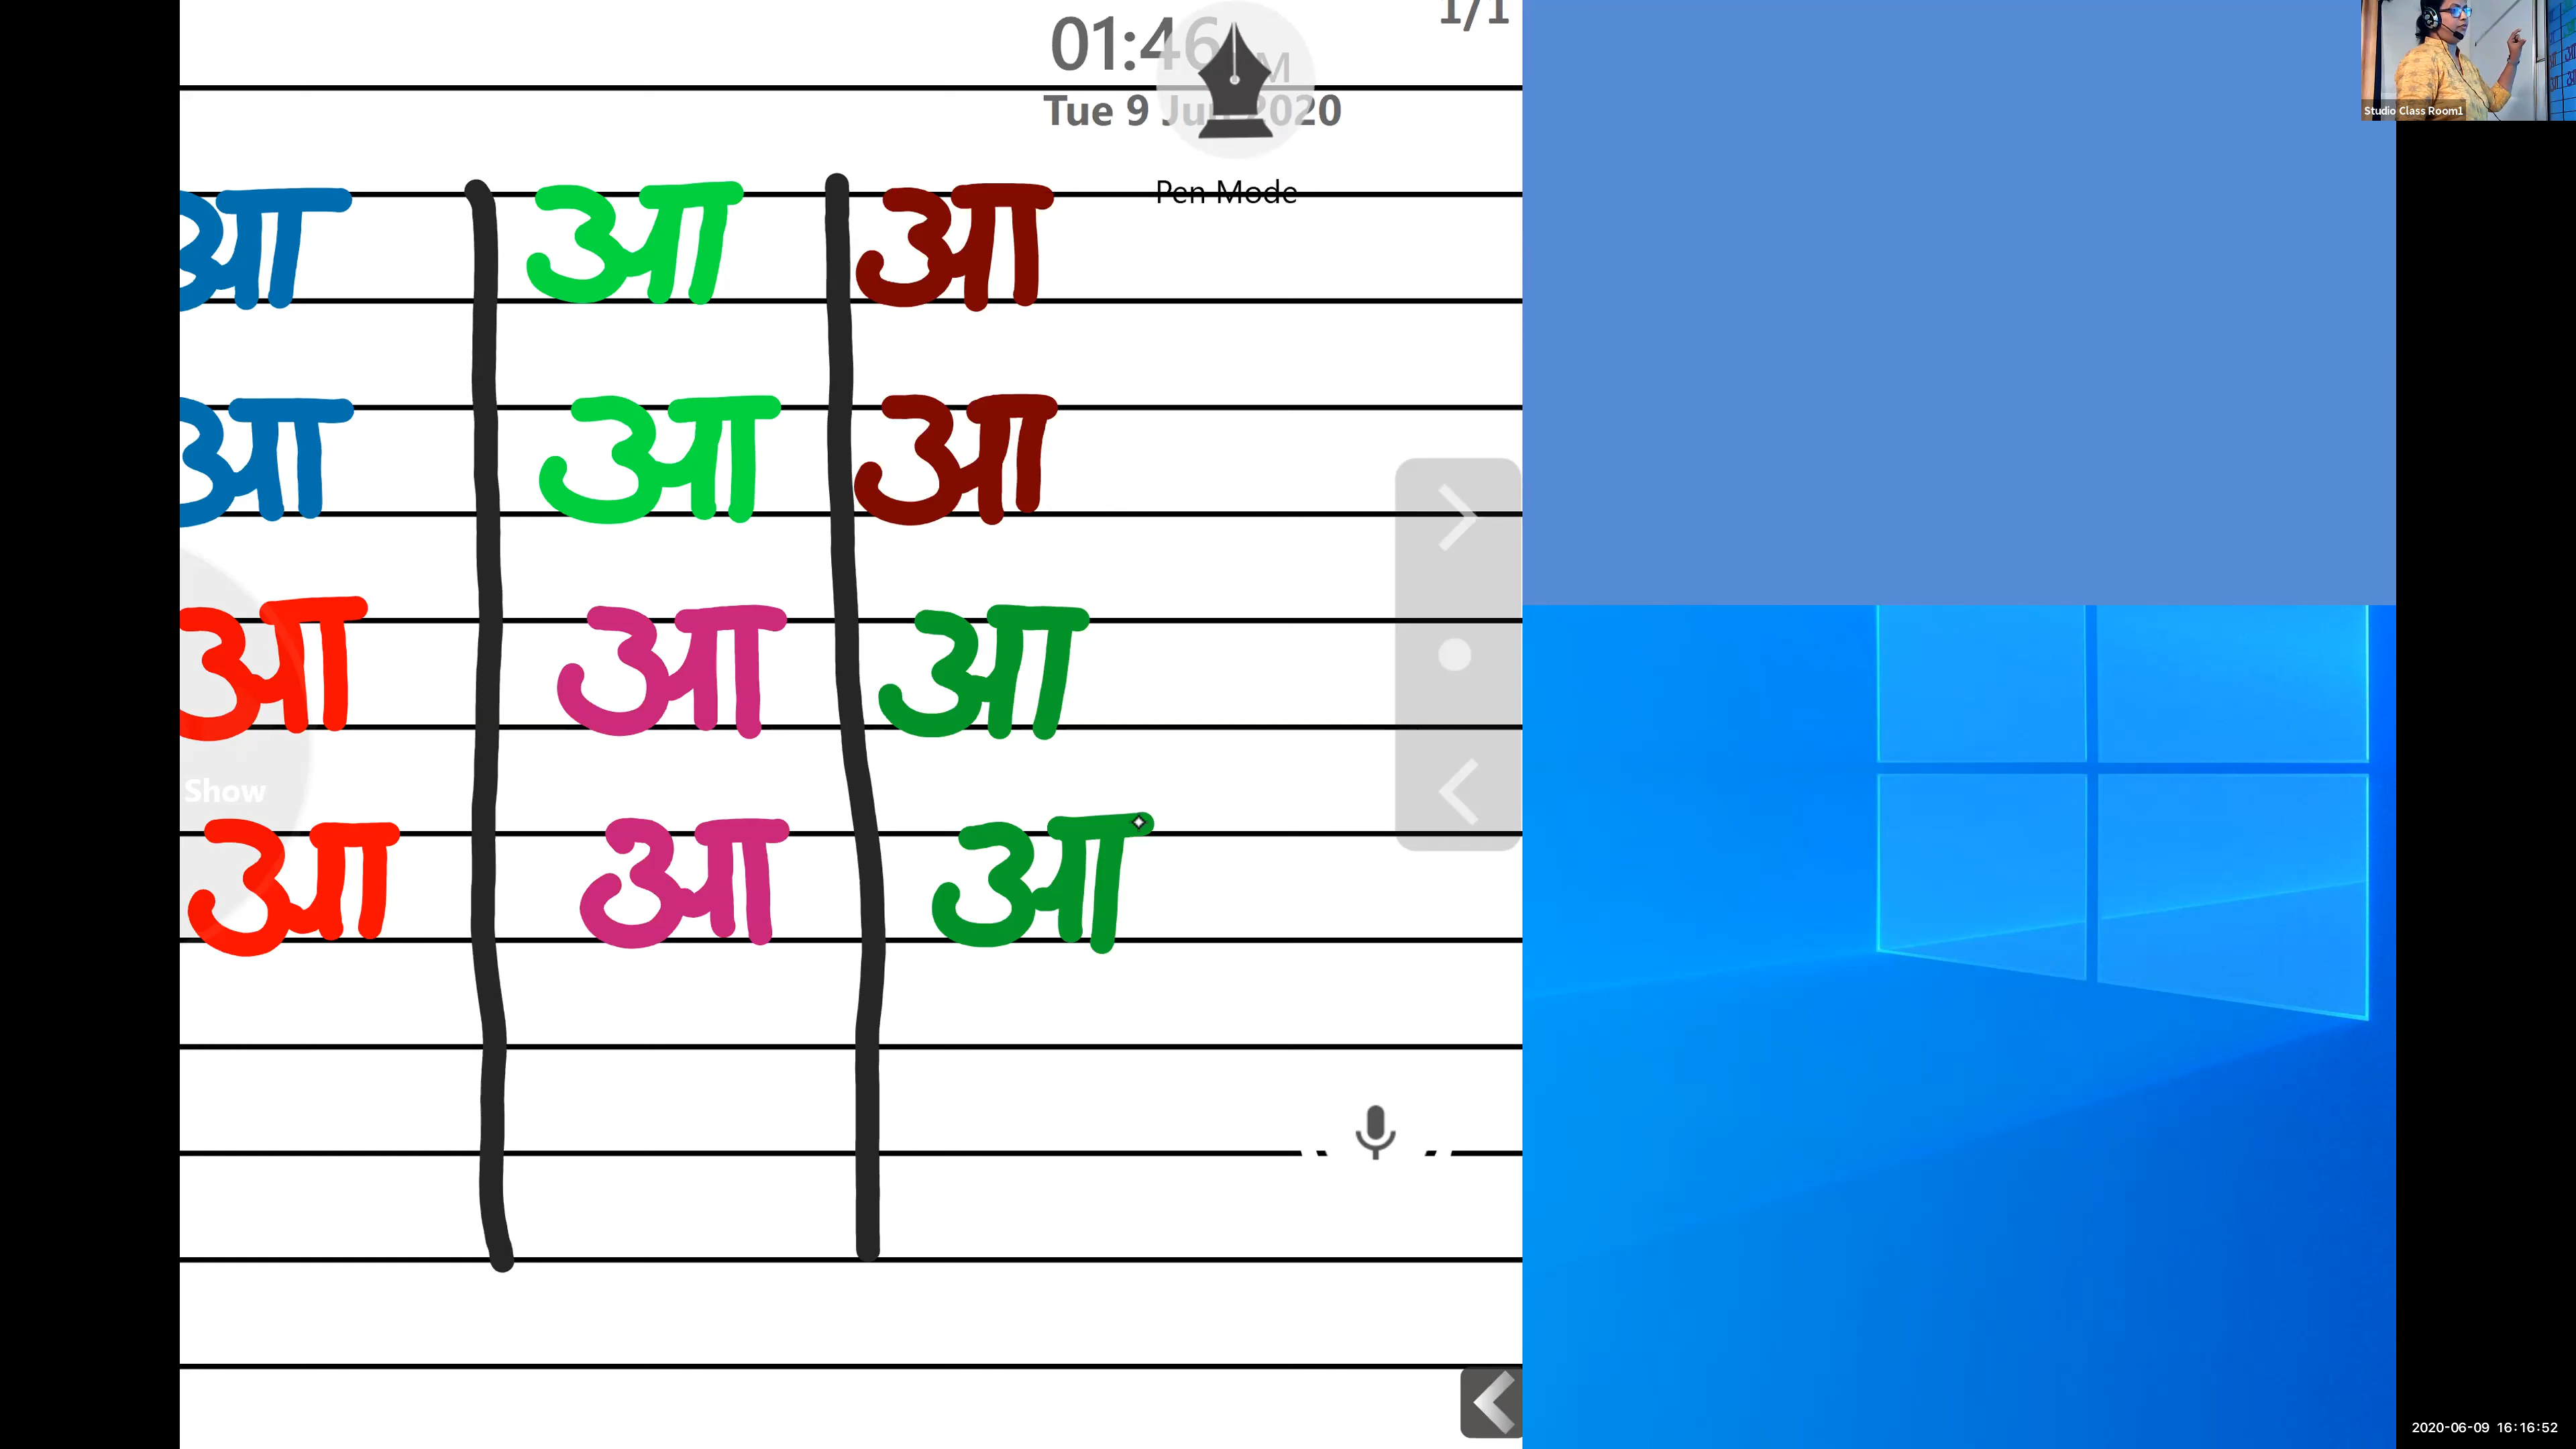 1/1
01:46
Tue 9 Jun 2020
Pen Mode
आ आ आ
आ आ आ
आ आ आ
Show
आ आ आ
Studio Class Room1
2020-06-09 16:16:52